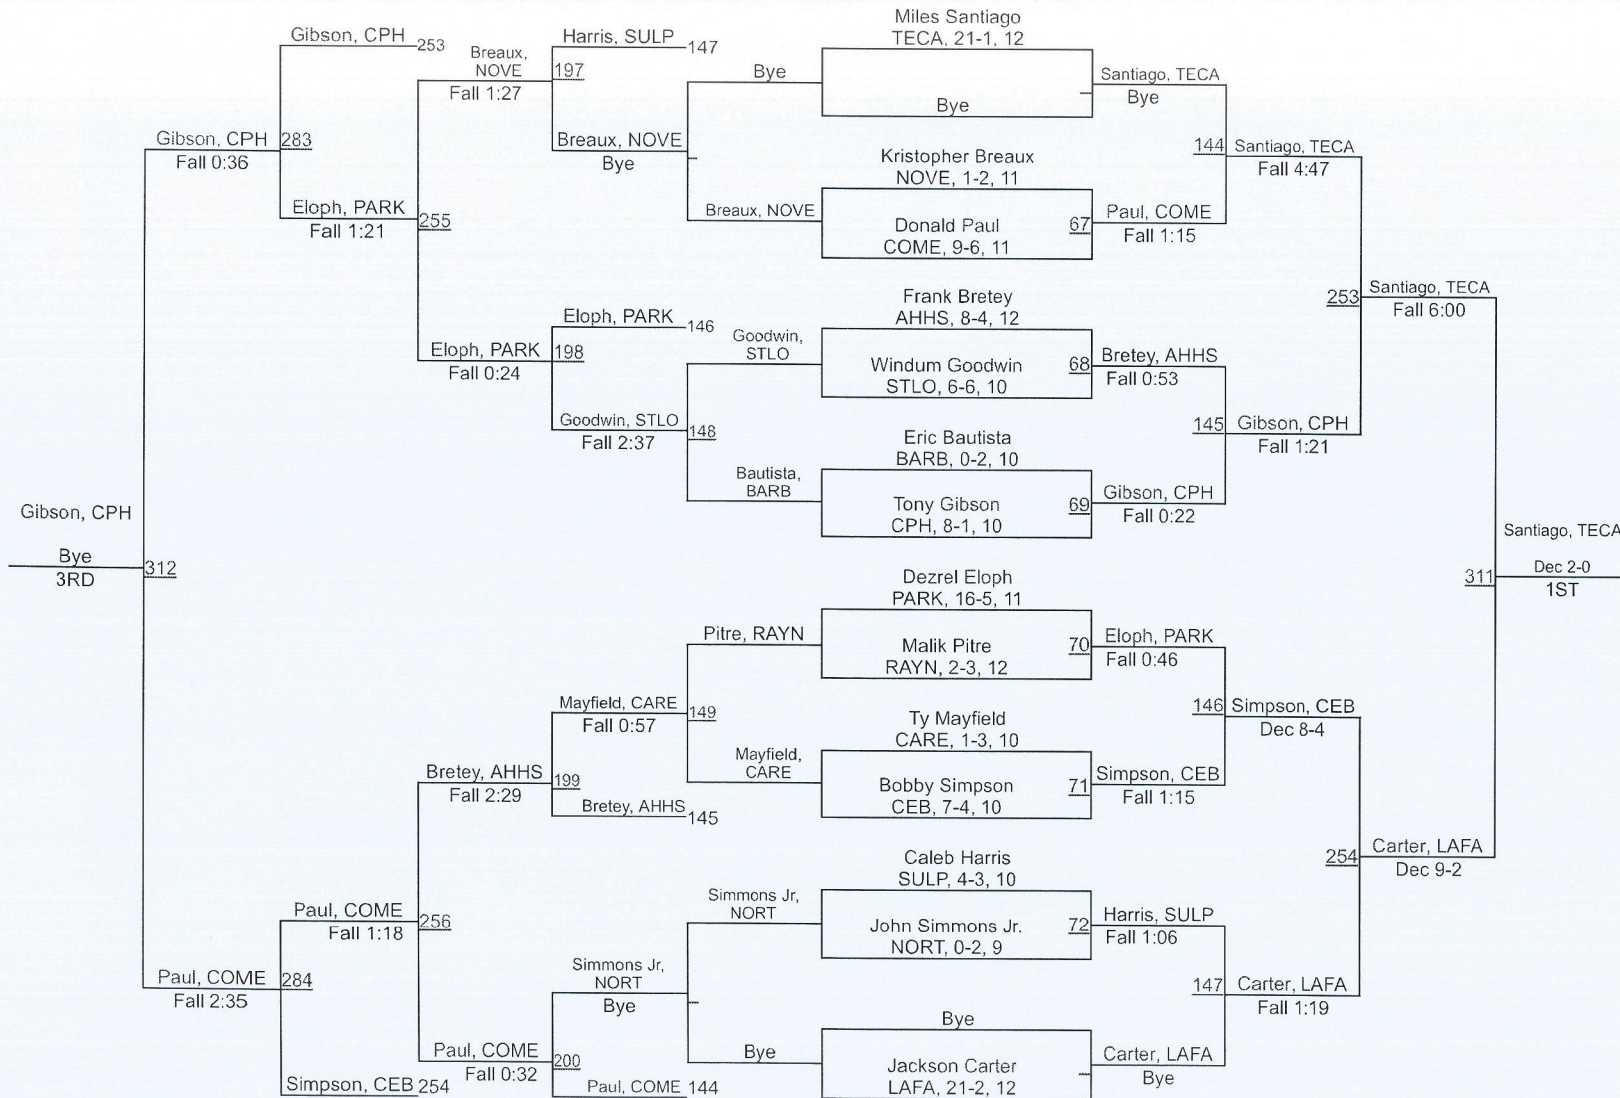 Gibson, CPH
253
Gibson, CPH
283
Fall 0:36
Eloph, PARK
Fall 1:21
255
Breaux,
NOVE
Fall 1:27
197
Harris, SULP
147
Breaux, NOVE
Bye
Bye
Breaux, NOVE
Eloph, PARK
Fall 0:24
198
Eloph, PARK
146
Goodwin, STLO
Fall 2:37
148
Goodwin,
STLO
Bautista,
BARB
Gibson, CPH
Bye
3RD
312
Paul, COME
Fall 2:35
284
Paul, COME
Fall 1:18
256
Simpson, CEB
254
Bretey, AHHS
Fall 2:29
199
Mayfield, CARE
Fall 0:57
149
Bretey, AHHS
145
Pitre, RAYN
Mayfield,
CARE
Paul, COME
Fall 0:32
200
Simmons Jr,
NORT
Bye
Paul, COME
144
Simmons Jr,
NORT
Bye
Miles Santiago
TECA, 21-1, 12
Bye
Kristopher Breaux
NOVE, 1-2, 11
Donald Paul
COME, 9-6, 11
67
Frank Bretey
AHHS, 8-4, 12
Windum Goodwin
STLO, 6-6, 10
68
Eric Bautista
BARB, 0-2, 10
Tony Gibson
CPH, 8-1, 10
69
Dezrel Eloph
PARK, 16-5, 11
Malik Pitre
RAYN, 2-3, 12
70
Ty Mayfield
CARE, 1-3, 10
Bobby Simpson
CEB, 7-4, 10
71
Caleb Harris
SULP, 4-3, 10
John Simmons Jr.
NORT, 0-2, 9
72
Bye
Jackson Carter
LAFA, 21-2, 12
Santiago, TECA
Bye
144
Paul, COME
Fall 1:15
Bretey, AHHS
Fall 0:53
145
Gibson, CPH
Fall 0:22
Eloph, PARK
Fall 0:46
146
Simpson, CEB
Fall 1:15
Harris, SULP
Fall 1:06
147
Carter, LAFA
Bye
Santiago, TECA
Fall 4:47
253
Gibson, CPH
Fall 1:21
Simpson, CEB
Dec 8-4
254
Carter, LAFA
Fall 1:19
Santiago, TECA
Fall 6:00
311
Carter, LAFA
Dec 9-2
Santiago, TECA
Dec 2-0
1ST